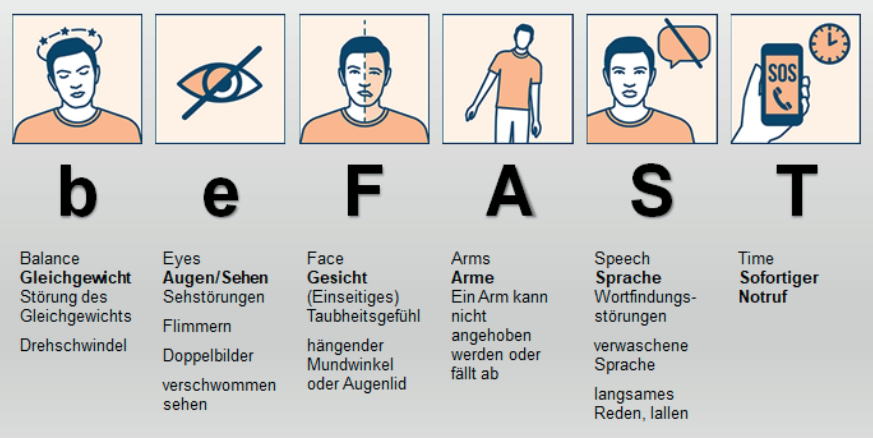 SOS
b e F A S T
Balance
Gleichgewicht
Störung des
Gleichgewichts
Drehschwindel
Eyes
Augen/Sehen
Sehstörungen
Flimmern
Doppelbilder
verschwommen
sehen
Face
Gesicht
(Einseitiges)
Taubheitsgefühl
hängender
Mundwinkel
oder Augenlid
Arms
Arme
Ein Arm kann
nicht
angehoben
werden oder
fällt ab
Speech
Sprache
Wortfindungs-
störungen
verwaschene
Sprache
langsames
Reden, lallen
Time
Sofortiger
Notruf